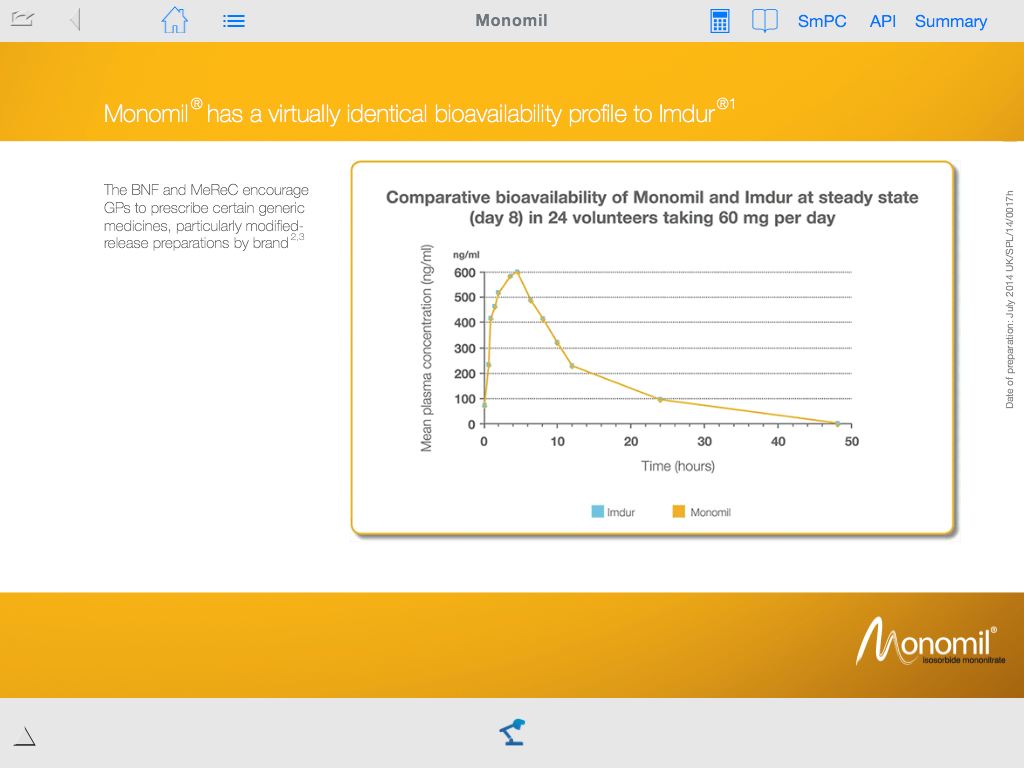 Monomil
SmPC
API
Summary
Monomil® has a virtually identical bioavailability profile to Imdur®1
The BNF and MeReC encourage
GPs to prescribe certain generic
medicines, particularly modified-
release preparations by brand 2,3
Comparative bioavailability of Monomil and Imdur at steady state
(day 8) in 24 volunteers taking 60 mg per day
Mean plasma concentration (ng/ml)
ng/ml
600
500
400
300
200
100
0
0 10 20 30 40 50
Time (hours)
Imdur
Monomil
Date of preparation: July 2014 UK/SPL/14/0017h
Monomil®
isosorbide mononitrate